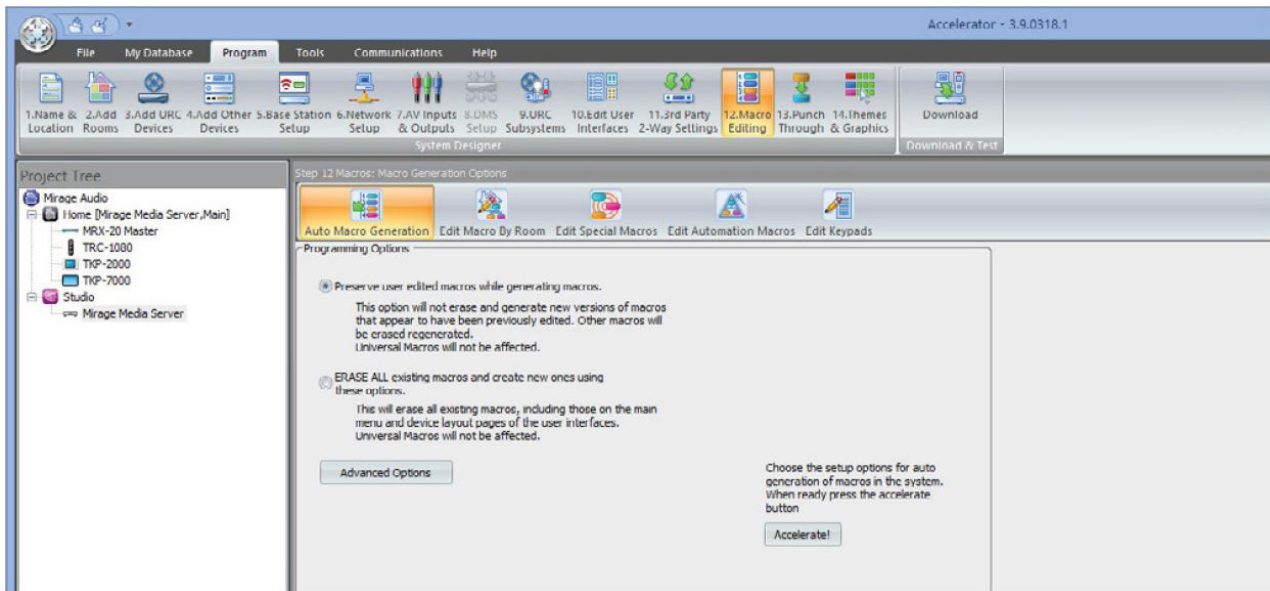 Accelerator - 3.9.0318.1
File My Database Program Tools Communications Help
1.Name & Location
2.Add Rooms
3.Add URC Devices
4.Add Other Devices
5.Base Station Setup
6.Network Setup
7.AV Inputs & Outputs
8.DMS Setup
9.URC Subsystems
10.Edit User Interfaces
11.3rd Party 2-Way Settings
12.Macro Editing
13.Punch Through
14.Themes & Graphics
Download
System Designer
Download & Test
Project Tree
Mirage Audio
Home [Mirage Media Server,Main]
MRX-20 Master
TRC-1080
TKP-2000
TKP-7000
Studio
Mirage Media Server
Step 12 Macros: Macro Generation Options
Auto Macro Generation Edit Macro By Room Edit Special Macros Edit Automation Macros Edit Keypads
Programming Options
Preserve user edited macros while generating macros.
This option will not erase and generate new versions of macros
that appear to have been previously edited. Other macros will
be erased regenerated.
Universal Macros will not be affected.
ERASE ALL existing macros and create new ones using
these options.
This will erase all existing macros, including those on the main
menu and device layout pages of the user interfaces.
Universal Macros will not be affected.
Advanced Options
Choose the setup options for auto
generation of macros in the system.
When ready press the accelerate
button
Accelerate!